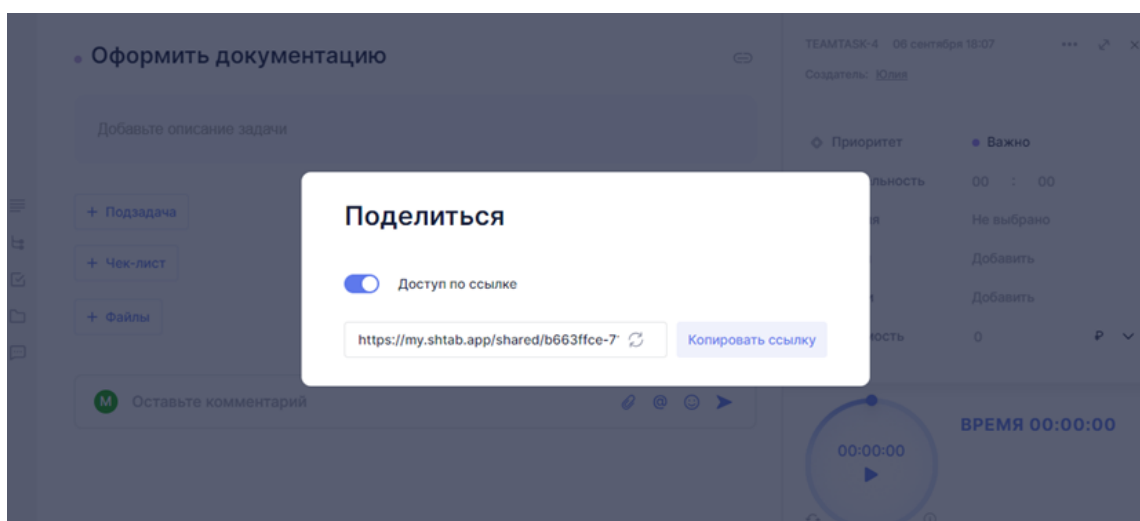 Оформить документацию
TEAMTASK-4 06 сентября 18:07
Создатель: Юлия
Добавьте описание задачи
Приоритет Важно
льность 00 : 00
+ Подзадача
Не выбрано
Поделиться
+ Чек-лист
Добавить
Доступ по ссылке
Добавить
+ Файлы
https://my.shtab.app/shared/b663ffce-7
Копировать ссылку
ность 0 ₽
М Оставьте комментарий
@
ВРЕМЯ 00:00:00
00:00:00